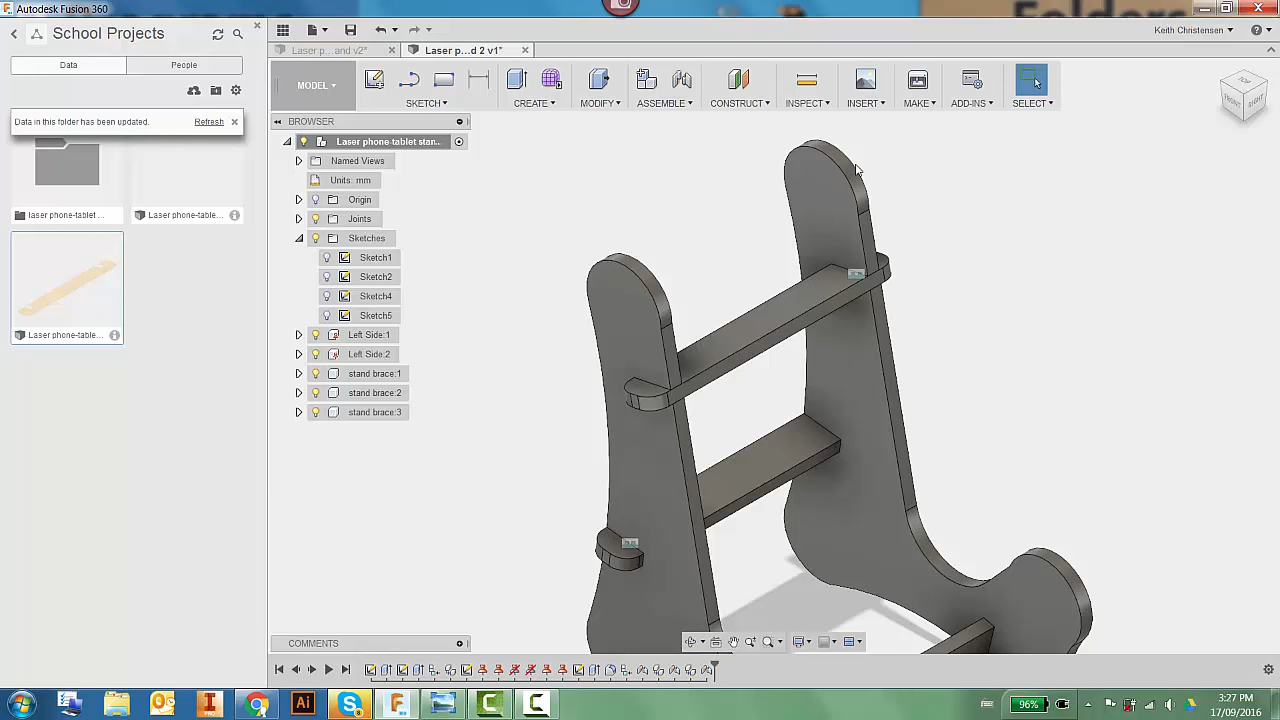 Autodesk Fusion 360
School Projects
Data
People
Data in this folder has been updated.
Refresh
laser phone-tablet ...
Laser phone-table...
Laser phone-table...
Laser p...and v2*
Laser p...d 2 v1*
Keith Christensen
MODEL
SKETCH
CREATE
MODIFY
ASSEMBLE
CONSTRUCT
INSPECT
INSERT
MAKE
ADD-INS
SELECT
BROWSER
Laser phone-tablet stan...
Named Views
Units: mm
Origin
Joints
Sketches
Sketch1
Sketch2
Sketch4
Sketch5
Left Side:1
Left Side:2
stand brace:1
stand brace:2
stand brace:3
TOP
FRONT
RIGHT
COMMENTS
Ai
96%
3:27 PM
17/09/2016